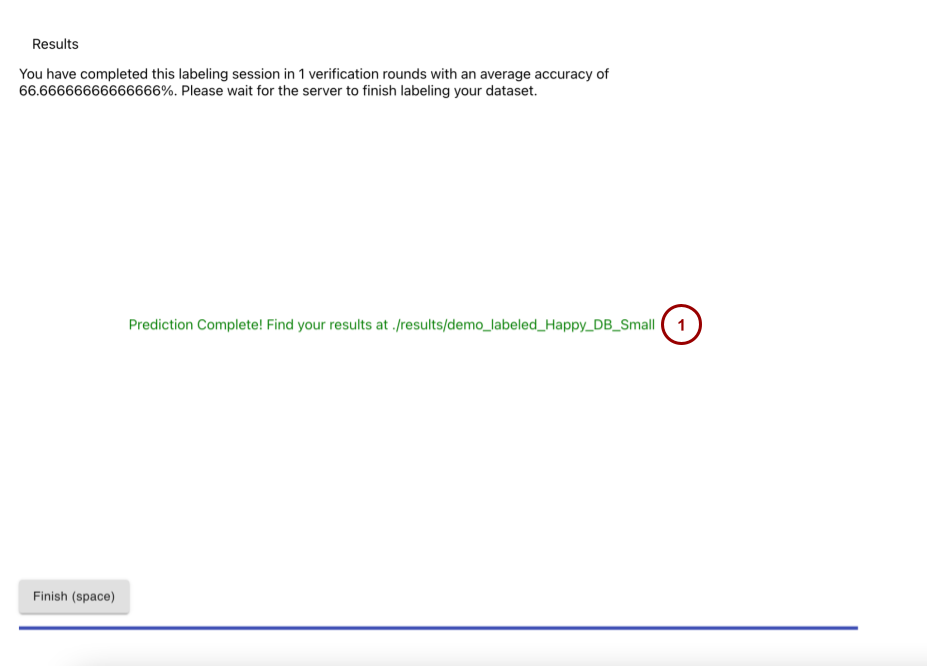 Results
You have completed this labeling session in 1 verification rounds with an average accuracy of
66.66666666666666%. Please wait for the server to finish labeling your dataset.
Prediction Complete! Find your results at ./results/demo_labeled_Happy_DB_Small 1
Finish (space)